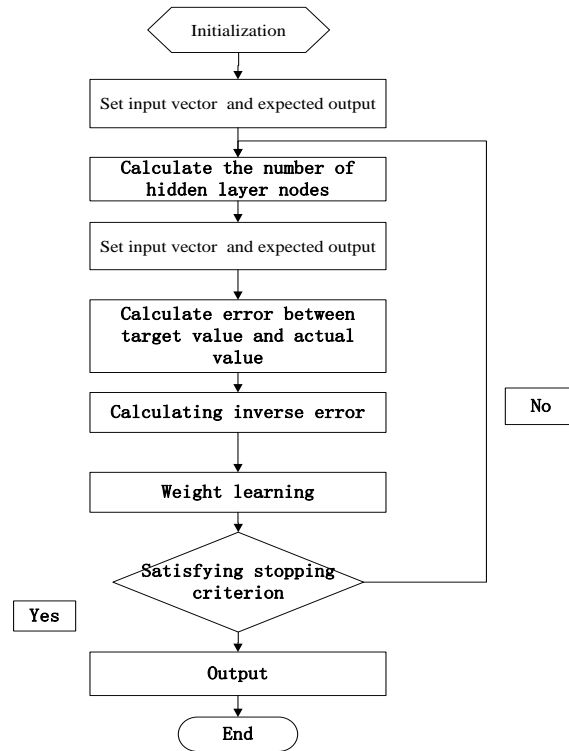 Initialization
Set input vector and expected output
Calculate the number of
hidden layer nodes
Set input vector and expected output
Calculate error between
target value and actual
value
Calculating inverse error
No
Weight learning
Satisfying stopping
criterion
Yes
Output
End